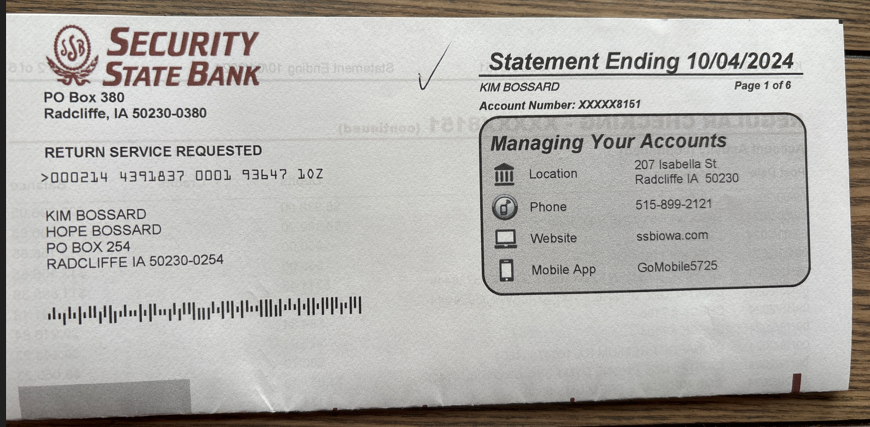 SSB
SECURITY
STATE BANK
PO Box 380
Radcliffe, IA 50230-0380
RETURN SERVICE REQUESTED
>000214 4391837 0001 93647 10Z
KIM BOSSARD
HOPE BOSSARD
PO BOX 254
RADCLIFFE IA 50230-0254
Statement Ending 10/04/2024
KIM BOSSARD Page 1 of 6
Account Number: XXXXX8151
Managing Your Accounts
Location 207 Isabella St
Radcliffe IA 50230
Phone 515-899-2121
Website ssbiowa.com
Mobile App GoMobile5725